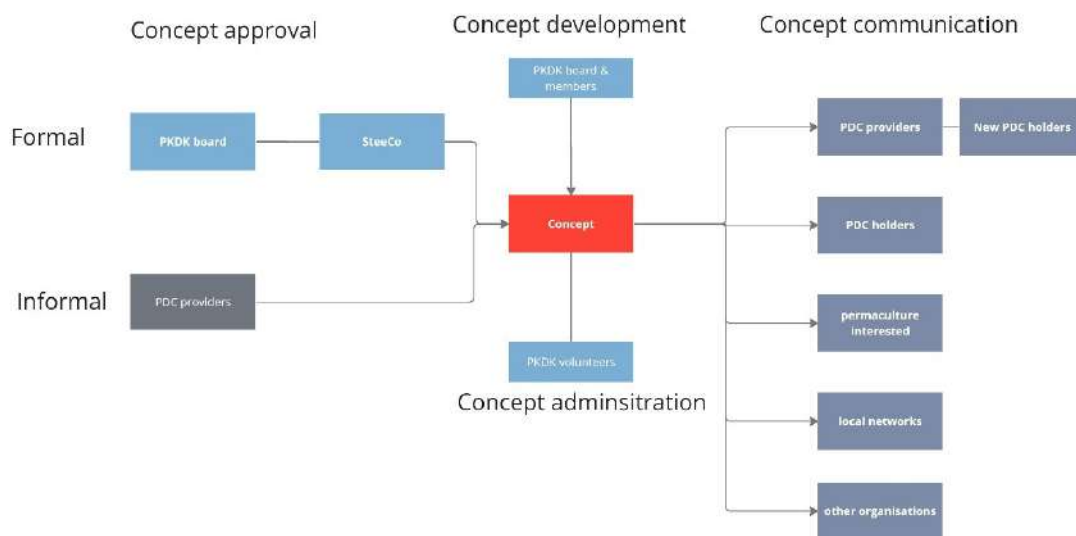 Concept approval
Concept development
Concept communication
PKDK board &
members
Formal
PKDK board
SteeCo
PDC providers
New PDC holders
Concept
PDC holders
Informal
PDC providers
permaculture
interested
PKDK volunteers
Concept adminsitration
local networks
other organisations